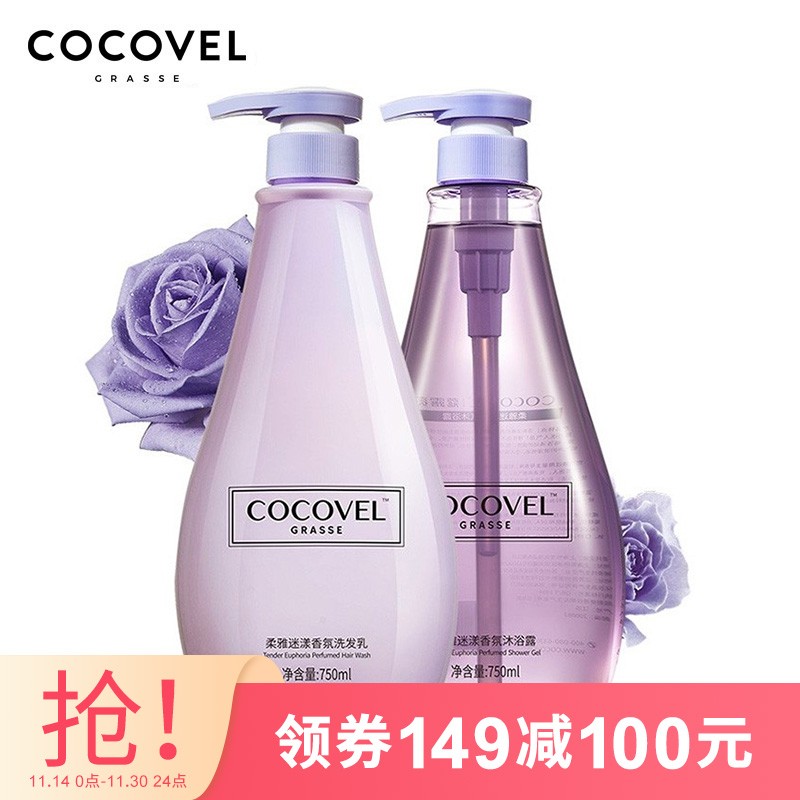 COCOVEL
GRASSE
COCOVEL™
GRASSE
柔雅迷漾香氛洗发乳
Tender Euphoria Perfumed Hair Wash
净含量:750ml
OCOVEL™
GRASSE
迷漾香氛沐浴露
Euphoria Perfumed Shower Gel
净含量:750ml
抢!
11.14 0点-11.30 24点
领券149减100元